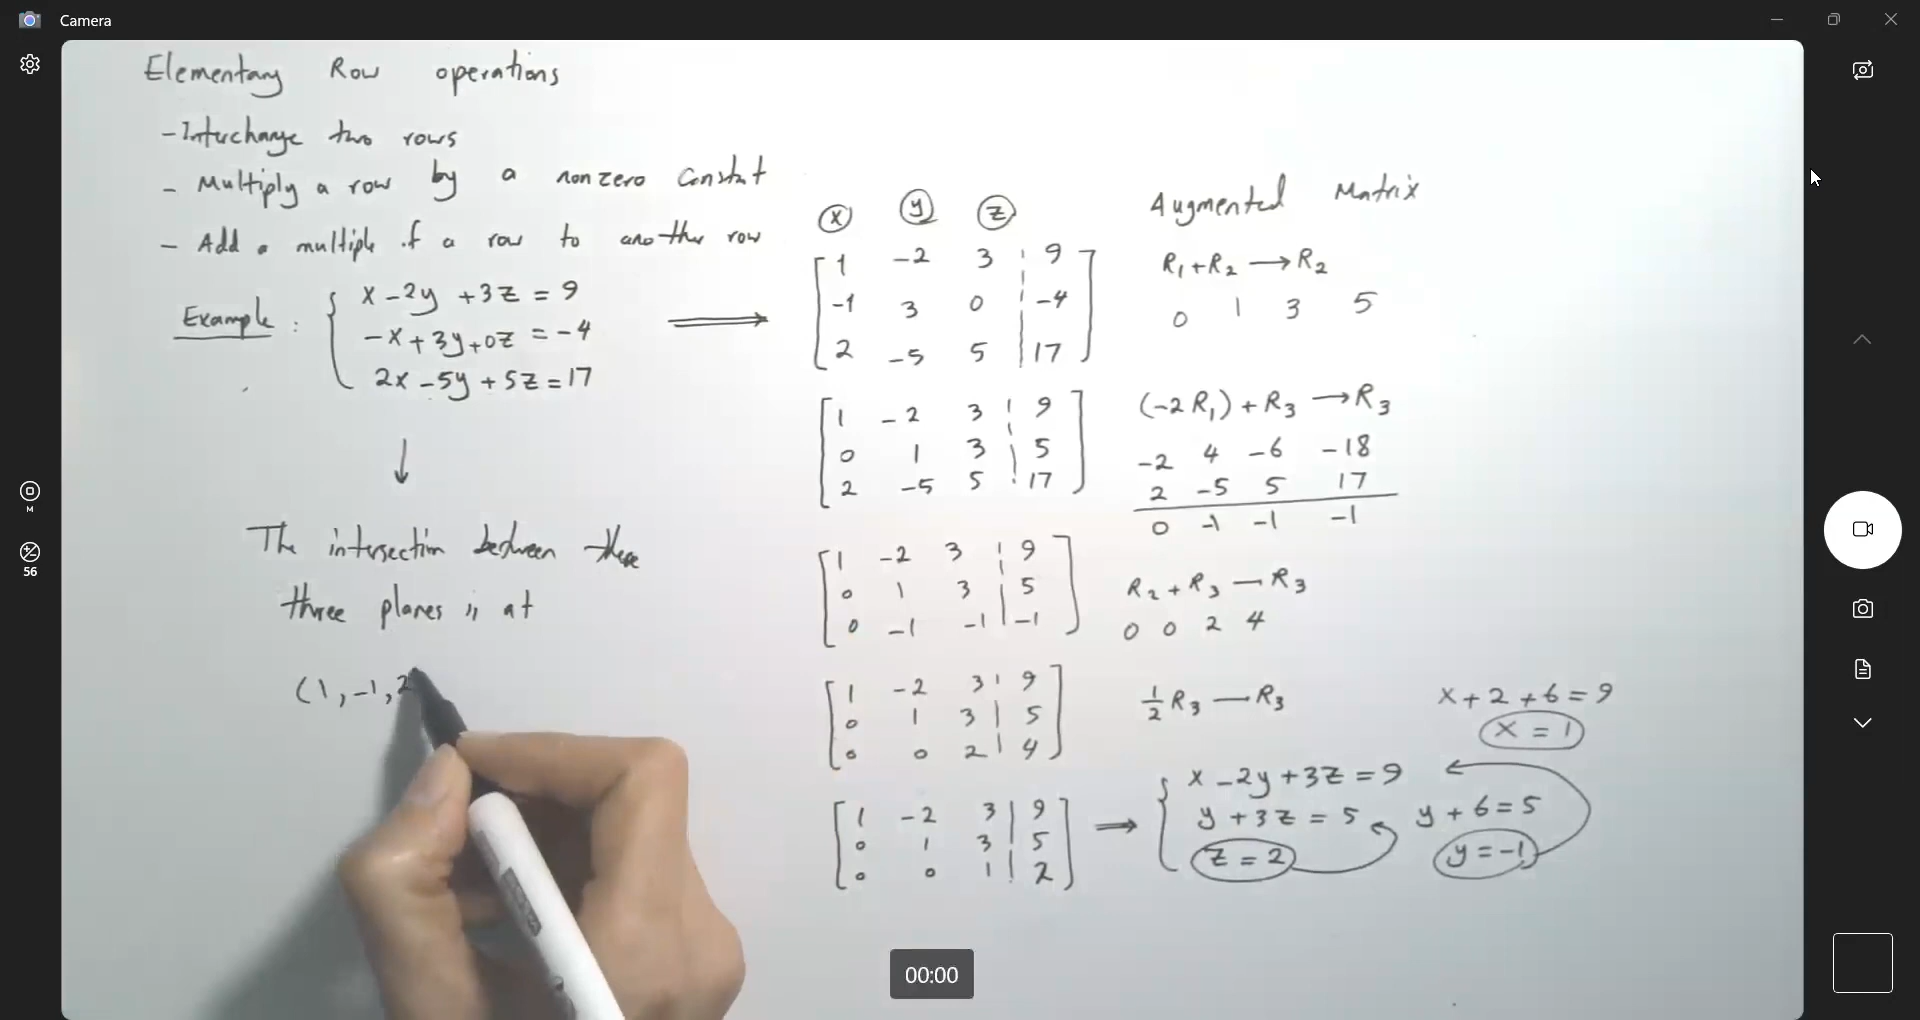 Camera
Elementary Row operations
- Interchange two rows
- Multiply a row by a nonzero constant
- Add a multiple of a row to another row
Example : { x - 2y + 3z = 9
-x + 3y + 0z = -4
2x - 5y + 5z = 17
↓
The intersection between these
three planes is at
(1, -1, 2
x y z Augmented Matrix
[ 1 -2 3 | 9 ] R₁ + R₂ → R₂
[ -1 3 0 | -4 ] 0 1 3 5
[ 2 -5 5 | 17 ]
[ 1 -2 3 | 9 ] (-2R₁) + R₃ → R₃
[ 0 1 3 | 5 ] -2 4 -6 -18
[ 2 -5 5 | 17 ] 2 -5 5 17
0 -1 -1 -1
[ 1 -2 3 | 9 ]
[ 0 1 3 | 5 ] R₂ + R₃ — R₃
[ 0 -1 -1 | -1 ] 0 0 2 4
[ 1 -2 3 | 9 ] ½ R₃ — R₃
[ 0 1 3 | 5 ]
[ 0 0 2 | 4 ]
x + 2 + 6 = 9
x = 1
[ 1 -2 3 | 9 ] ⇒ { x - 2y + 3z = 9
[ 0 1 3 | 5 ] y + 3z = 5 y + 6 = 5
[ 0 0 1 | 2 ] z = 2 y = -1
M
56
00:00